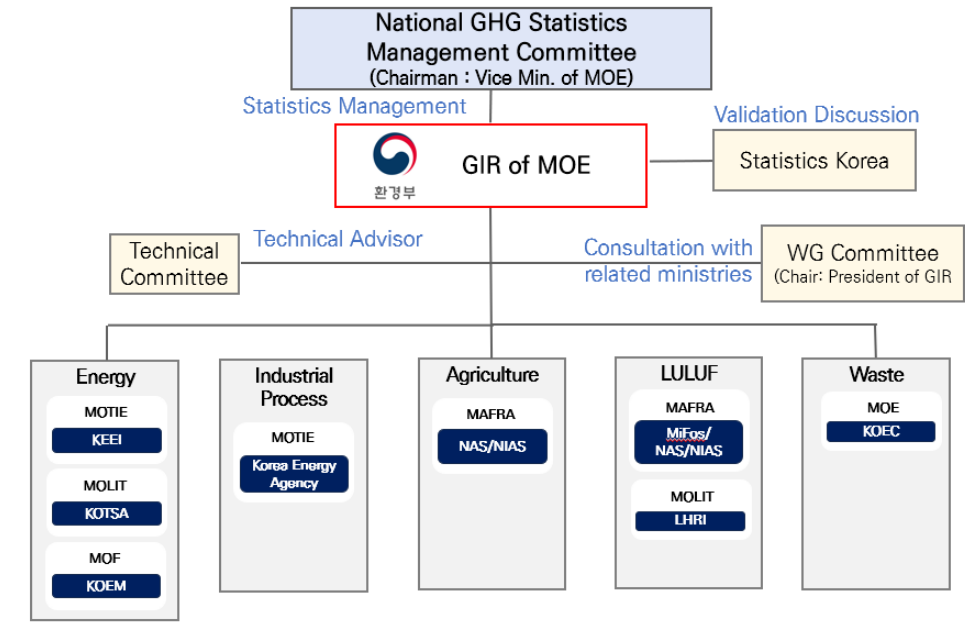 National GHG Statistics
Management Committee
(Chairman : Vice Min. of MOE)
Statistics Management
Validation Discussion
환경부
GIR of MOE
Statistics Korea
Technical
Committee
Technical Advisor
Consultation with
related ministries
WG Committee
(Chair: President of GIR
Energy
MOTIE
KEEI
MOLIT
KOTSA
MOF
KOEM
Industrial
Process
MOTIE
Korea Energy
Agency
Agriculture
MAFRA
NAS/NIAS
LULUF
MAFRA
MiFos/
NAS/NIAS
MOLIT
LHRI
Waste
MOE
KOEC